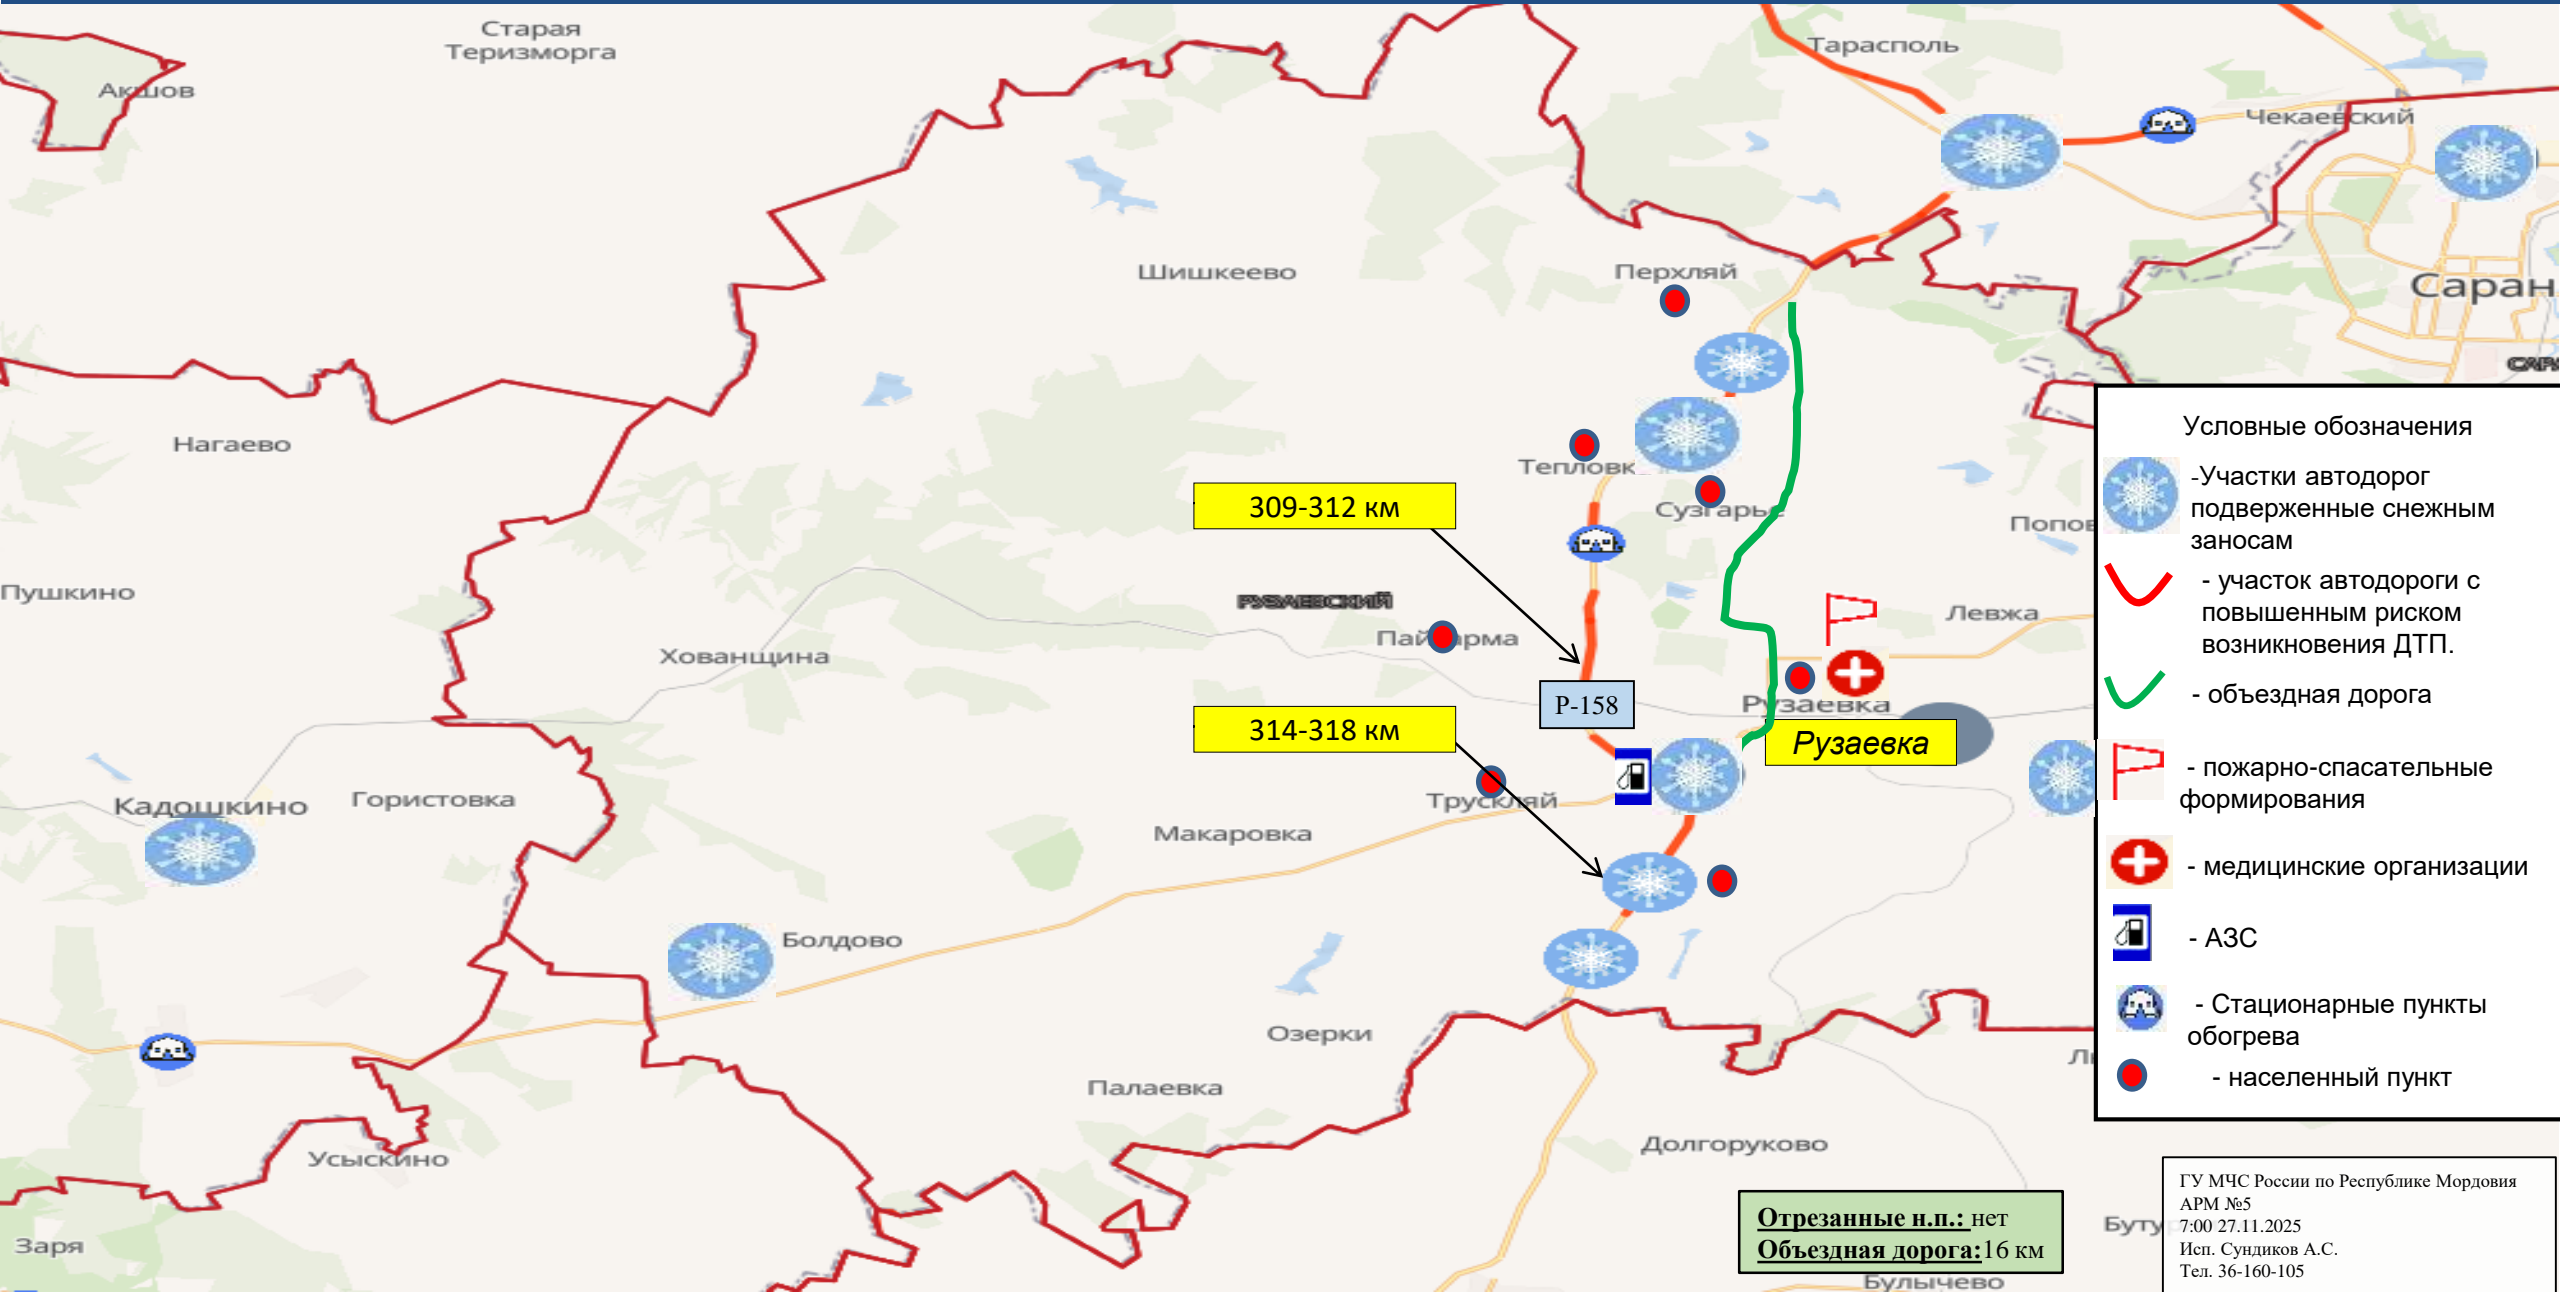 Старая
Теризморга
Акшов
Тарасполь
Чекаевский
Шишкеево
Перхляй
Саран
Нагаево
Тепловк
309-312 км
Сузгарье
Попов
Пушкино
РУЗАЕВСКИЙ
Левжа
Хованщина
Рузаевка
Р-158
314-318 км
Рузаевка
Кадошкино
Гористовка
Трускляй
Макаровка
Болдово
Озерки
Палаевка
Усыскино
Долгоруково
Заря
Булычево
Условные обозначения
-Участки автодорог
подверженные снежным
заносам
- участок автодороги с
повышенным риском
возникновения ДТП.
- объездная дорога
- пожарно-спасательные
формирования
- медицинские организации
- АЗС
- Стационарные пункты
обогрева
- населенный пункт
Отрезанные н.п.: нет
Объездная дорога:16 км
ГУ МЧС России по Республике Мордовия
АРМ №5
7:00 27.11.2025
Исп. Сундиков А.С.
Тел. 36-160-105